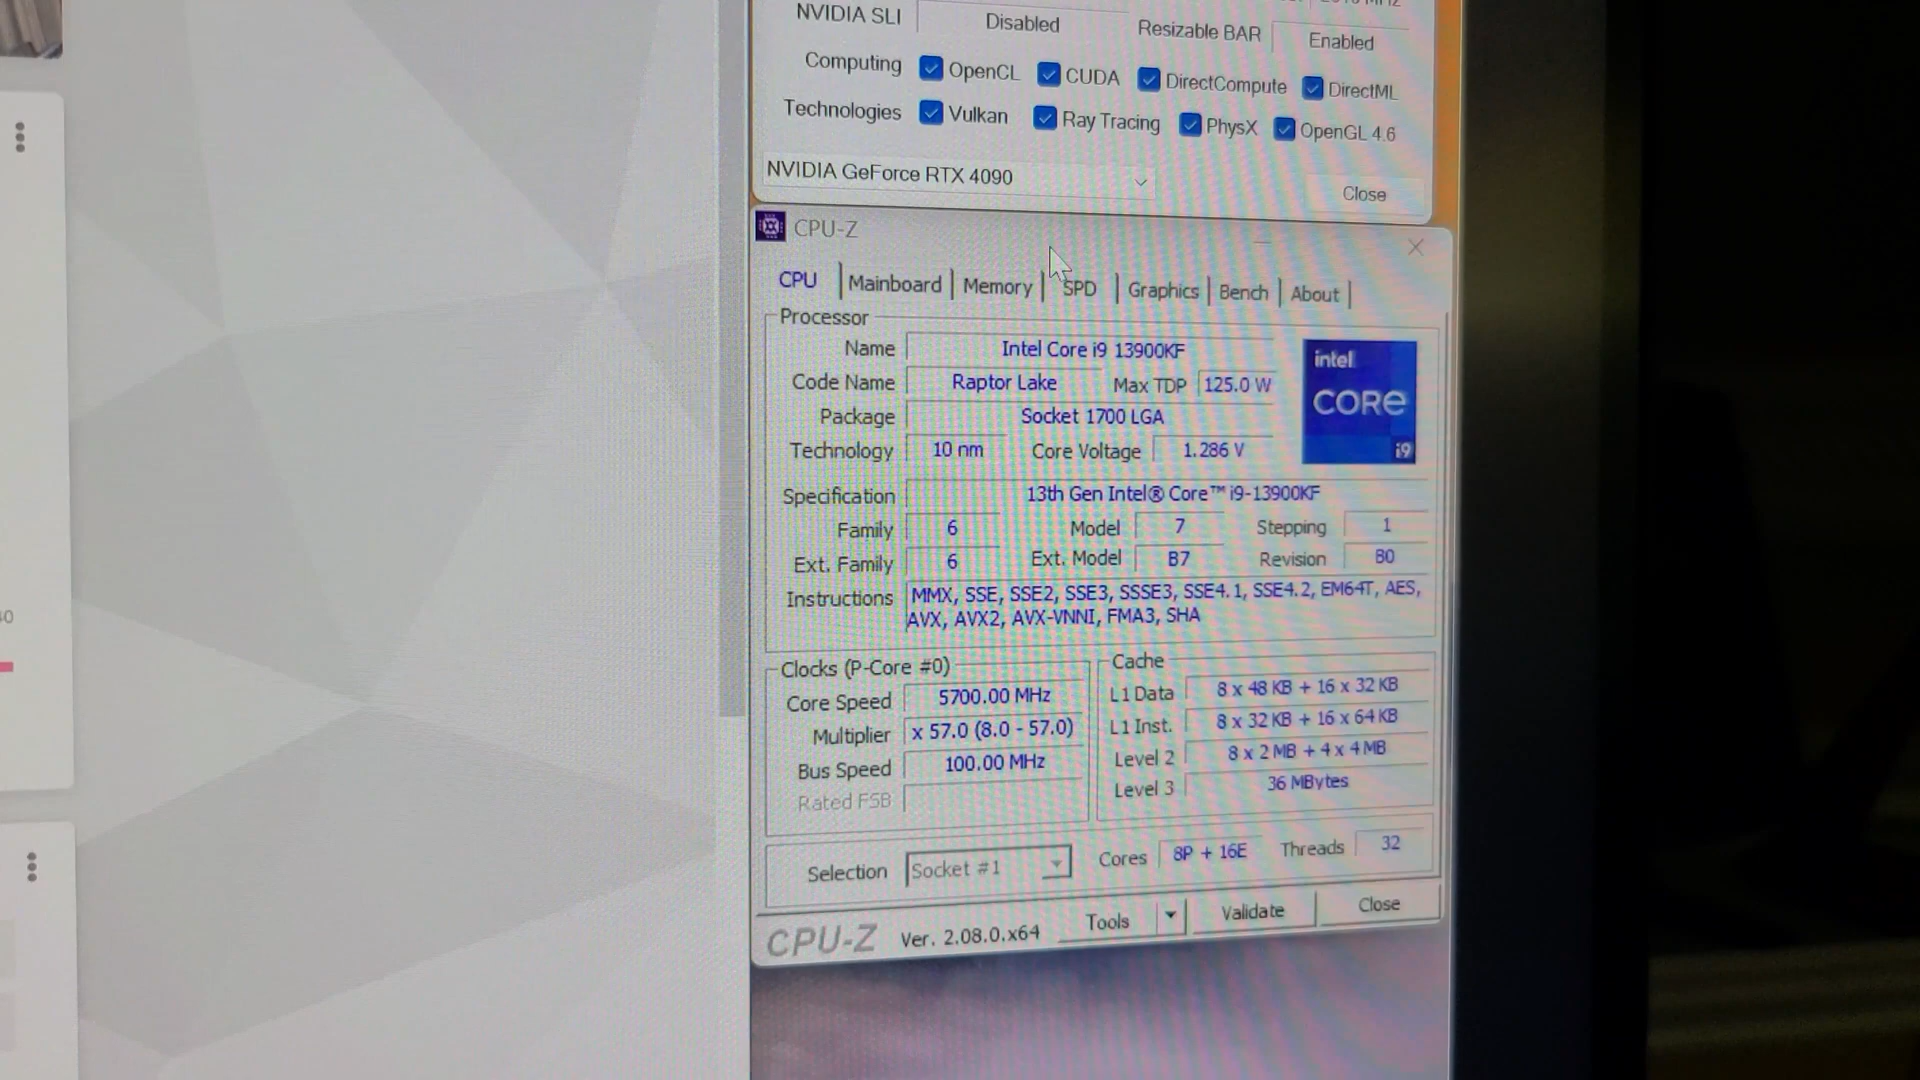 NVIDIA SLI Disabled Resizable BAR Enabled
Computing OpenCL CUDA DirectCompute DirectML
Technologies Vulkan Ray Tracing PhysX OpenGL 4.6
NVIDIA GeForce RTX 4090
Close
CPU-Z
CPU Mainboard Memory SPD Graphics Bench About
Processor
Name Intel Core i9 13900KF
Code Name Raptor Lake Max TDP 125.0 W
Package Socket 1700 LGA
Technology 10 nm Core Voltage 1.286 V
intel
CORE
i9
Specification 13th Gen Intel® Core™ i9-13900KF
Family 6 Model 7 Stepping 1
Ext. Family 6 Ext. Model B7 Revision B0
Instructions MMX, SSE, SSE2, SSE3, SSSE3, SSE4.1, SSE4.2, EM64T, AES,
AVX, AVX2, AVX-VNNI, FMA3, SHA
Clocks (P-Core #0)
Core Speed 5700.00 MHz
Multiplier x 57.0 (8.0 - 57.0)
Bus Speed 100.00 MHz
Rated FSB
Cache
L1 Data 8 x 48 KB + 16 x 32 KB
L1 Inst. 8 x 32 KB + 16 x 64 KB
Level 2 8 x 2 MB + 4 x 4 MB
Level 3 36 MBytes
Selection Socket #1 Cores 8P + 16E Threads 32
CPU-Z Ver. 2.08.0.x64 Tools Validate Close